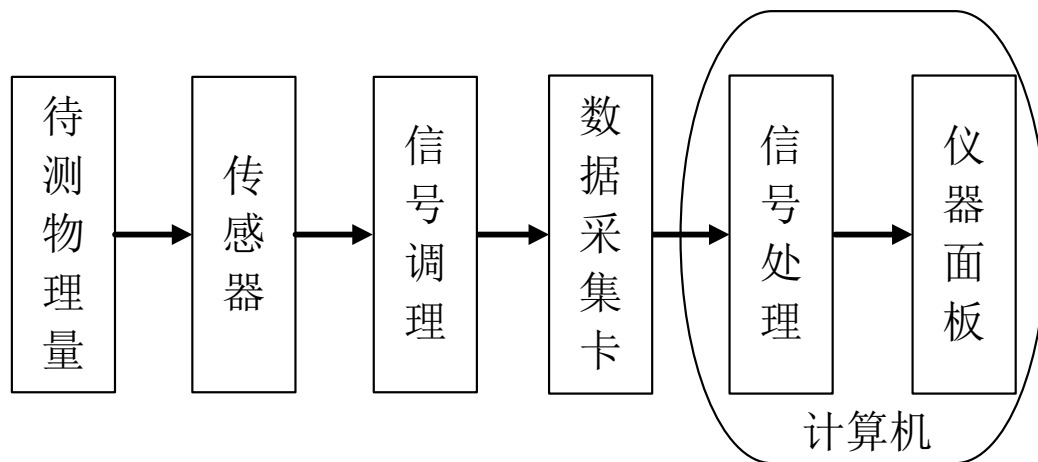 待测物理量
传感器
信号调理
数据采集卡
信号处理
仪器面板
计算机